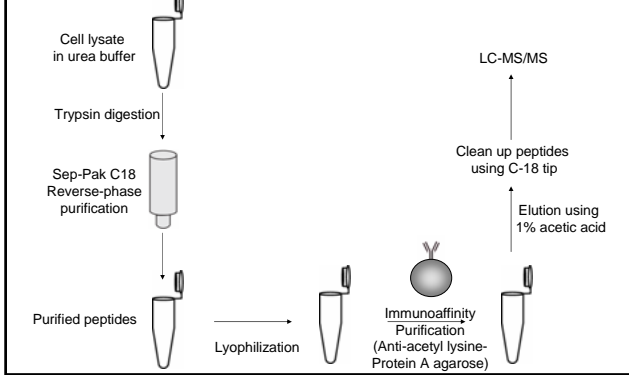 Cell lysate
in urea buffer
Trypsin digestion
Sep-Pak C18
Reverse-phase
purification
Purified peptides
Lyophilization
Immunoaffinity
Purification
(Anti-acetyl lysine-
Protein A agarose)
Elution using
1% acetic acid
Clean up peptides
using C-18 tip
LC-MS/MS